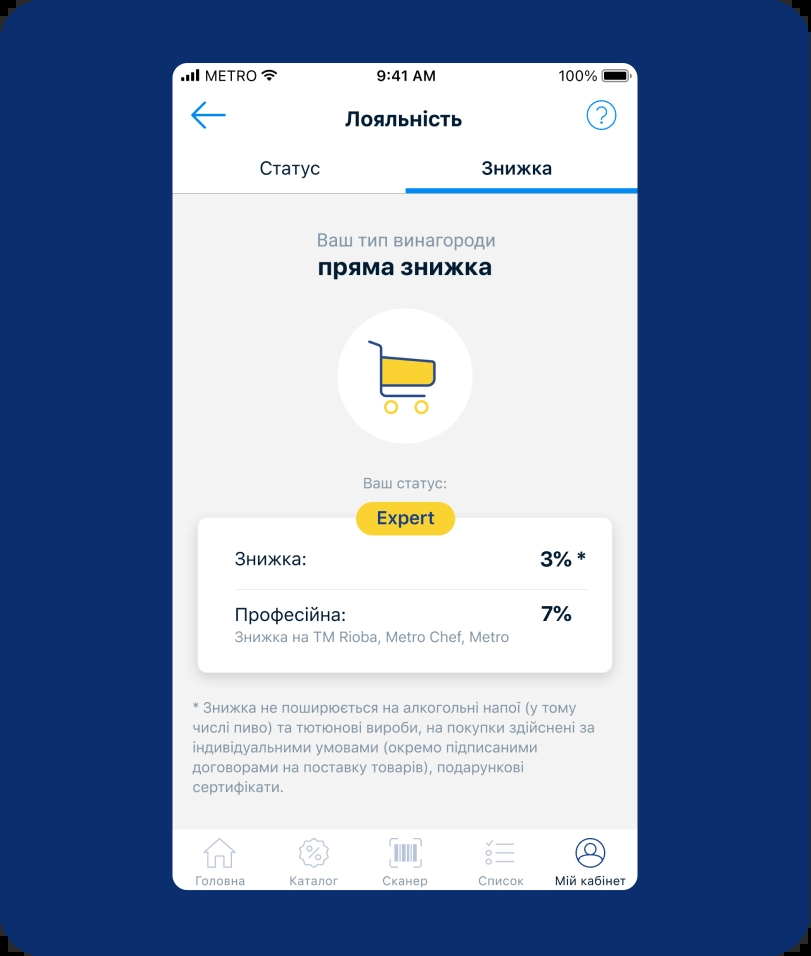 METRO 9:41 AM 100%
Лояльність ?
Статус Знижка
Ваш тип винагороди
пряма знижка
Ваш статус:
Expert
Знижка: 3% *
Професійна: 7%
Знижка на ТМ Rioba, Metro Chef, Metro
* Знижка не поширюється на алкогольні напої (у тому
числі пиво) та тютюнові вироби, на покупки здійснені за
індивідуальними умовами (окремо підписаними
договорами на поставку товарів), подарункові
сертифікати.
Головна Каталог Сканер Список Мій кабінет